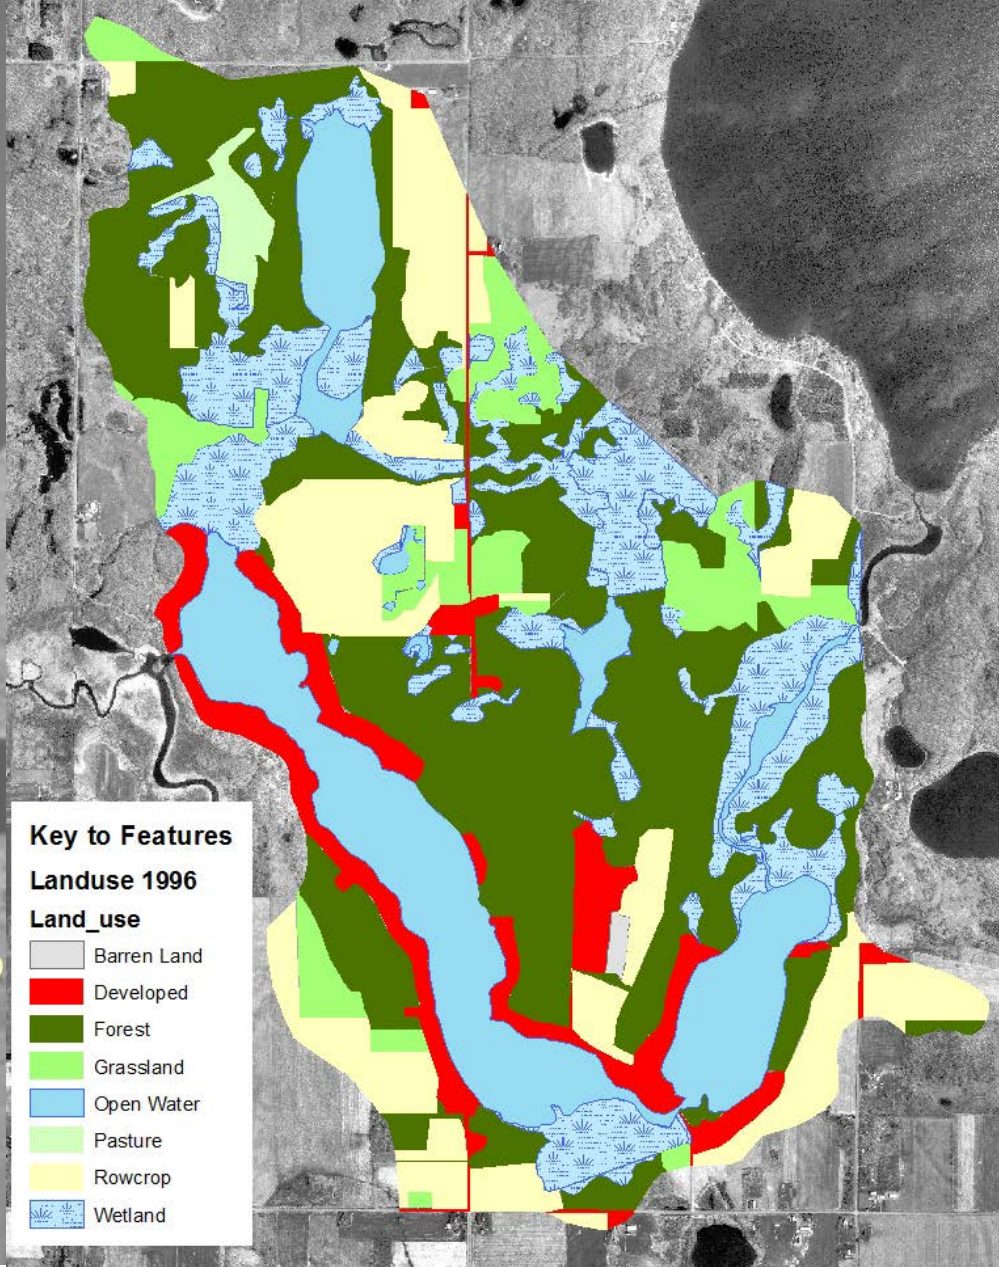 Key to Features
Landuse 1996
Land_use
Barren Land
Developed
Forest
Grassland
Open Water
Pasture
Rowcrop
Wetland